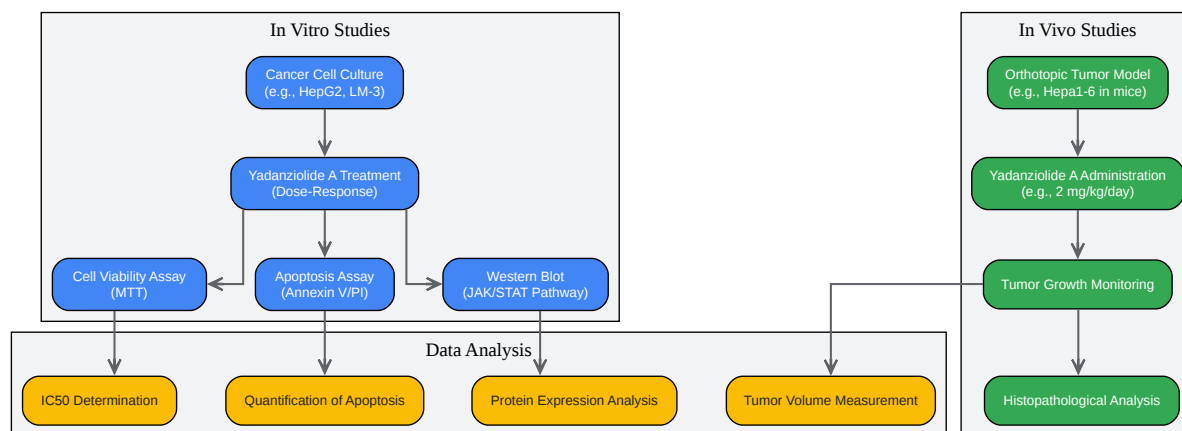 In Vitro Studies
Cancer Cell Culture
(e.g., HepG2, LM-3)
Yadanziolide A Treatment
(Dose-Response)
Cell Viability Assay
(MTT)
Apoptosis Assay
(Annexin V/PI)
Western Blot
(JAK/STAT Pathway)
In Vivo Studies
Orthotopic Tumor Model
(e.g., Hepa1-6 in mice)
Yadanziolide A Administration
(e.g., 2 mg/kg/day)
Tumor Growth Monitoring
Histopathological Analysis
Data Analysis
IC50 Determination
Quantification of Apoptosis
Protein Expression Analysis
Tumor Volume Measurement